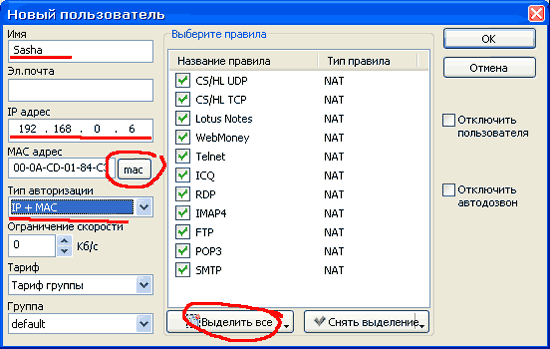 Новый пользователь
Имя
Sasha
Эл.почта
IP адрес
192 . 168 . 0 . 6
MAC адрес
00-0A-CD-01-84-C3
mac
Тип авторизации
IP + MAC
Ограничение скорости
0 Кб/с
Тариф
Тариф группы
Группа
default
Выберите правила
Название правила Тип правила
CS/HL UDP NAT
CS/HL TCP NAT
Lotus Notes NAT
WebMoney NAT
Telnet NAT
ICQ NAT
RDP NAT
IMAP4 NAT
FTP NAT
POP3 NAT
SMTP NAT
Выделить все
Снять выделение
OK
Отмена
Отключить
пользователя
Отключить
автодозвон